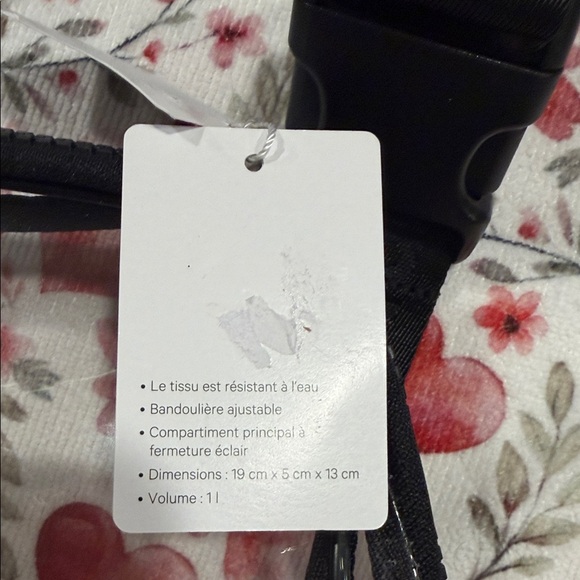 • Le tissu est résistant à l'eau
• Bandoulière ajustable
• Compartiment principal à
fermeture éclair
• Dimensions : 19 cm x 5 cm x 13 cm
• Volume : 1 l